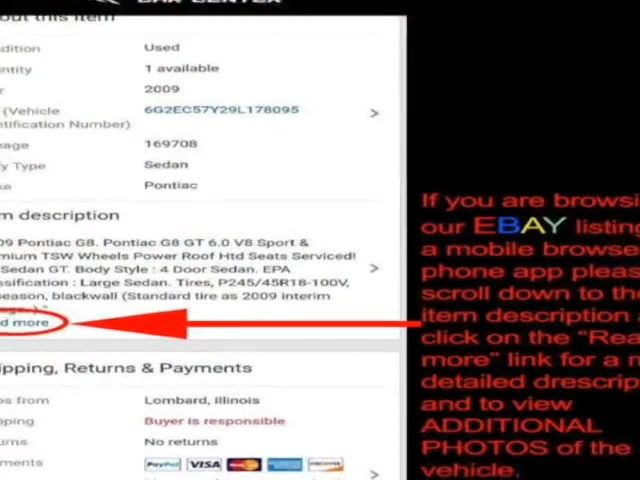 out this item
dition Used
ntity 1 available
r 2009
(Vehicle 6G2EC57Y29L178095
ntification Number)
eage 169708
y Type Sedan
ke Pontiac
m description
09 Pontiac G8. Pontiac G8 GT 6.0 V8 Sport &
mium TSW Wheels Power Roof Htd Seats Serviced!
Sedan GT. Body Style : 4 Door Sedan. EPA
ssification : Large Sedan. Tires, P245/45R18-100V,
season, blackwall (Standard tire as 2009 interim
d more
ipping, Returns & Payments
os from Lombard, Illinois
pping Buyer is responsible
urns No returns
ments PayPal VISA DISCOVER
If you are browsi
our EBAY listing
a mobile browse
phone app pleas
scroll down to th
item description
click on the "Rea
more" link for a m
detailed drescrip
and to view
ADDITIONAL
PHOTOS of the
vehicle.